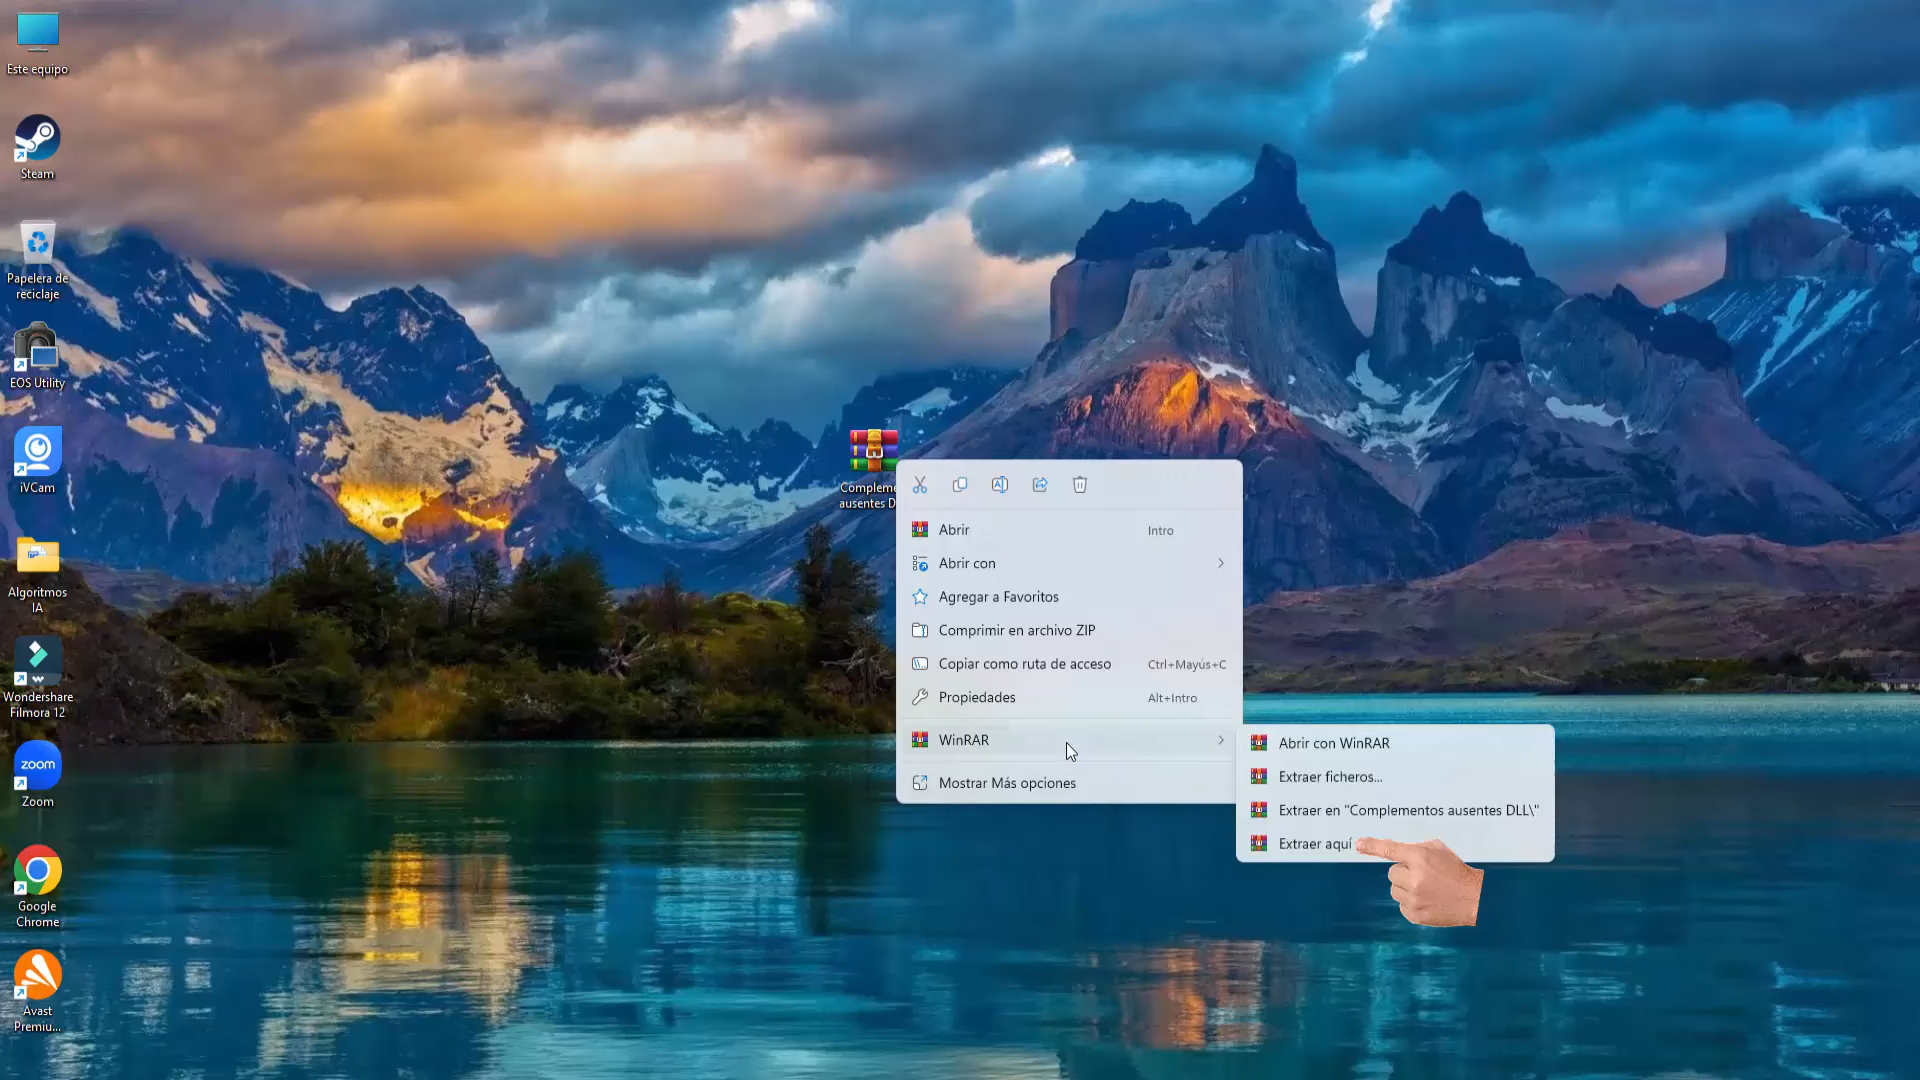 Este equipo
Steam
Papelera de
reciclaje
EOS Utility
iVCam
Algoritmos
IA
Wondershare
Filmora 12
zoom
Zoom
Google
Chrome
Avast
Premiu...
Compleme
ausentes D
Abrir Intro
Abrir con
Agregar a Favoritos
Comprimir en archivo ZIP
Copiar como ruta de acceso Ctrl+Mayús+C
Propiedades Alt+Intro
WinRAR
Mostrar Más opciones
Abrir con WinRAR
Extraer ficheros...
Extraer en "Complementos ausentes DLL\"
Extraer aquí